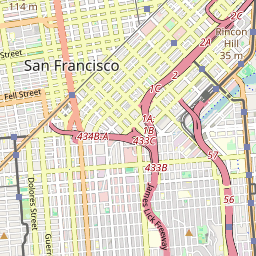 114 m
2C
Rincon
Hill
35 m
2A
San Francisco
2
1C
Fell Street
1A
1B
434B:A
433C
57
433B
Dolores Street
James Lick Freeway
56
Guerr